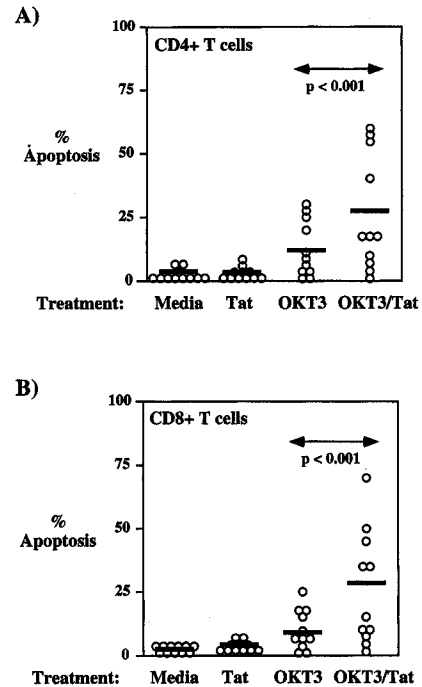 A)
100
CD4+ T cells
p < 0.001
75
%
Apoptosis
50
25
0
Treatment: Media Tat OKT3 OKT3/Tat
B)
100
CD8+ T cells
p < 0.001
75
%
Apoptosis
50
25
0
Treatment: Media Tat OKT3 OKT3/Tat